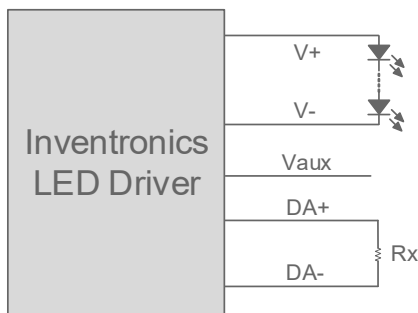 V+
V-
Inventronics
LED Driver
Vaux
DA+
Rx
DA-